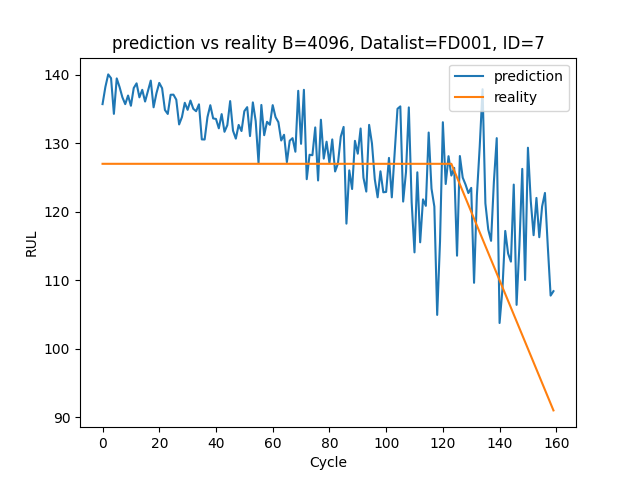 prediction vs reality B=4096, Datalist=FD001, ID=7
prediction
reality
RUL
140
130
120
110
100
90
0 20 40 60 80 100 120 140 160
Cycle